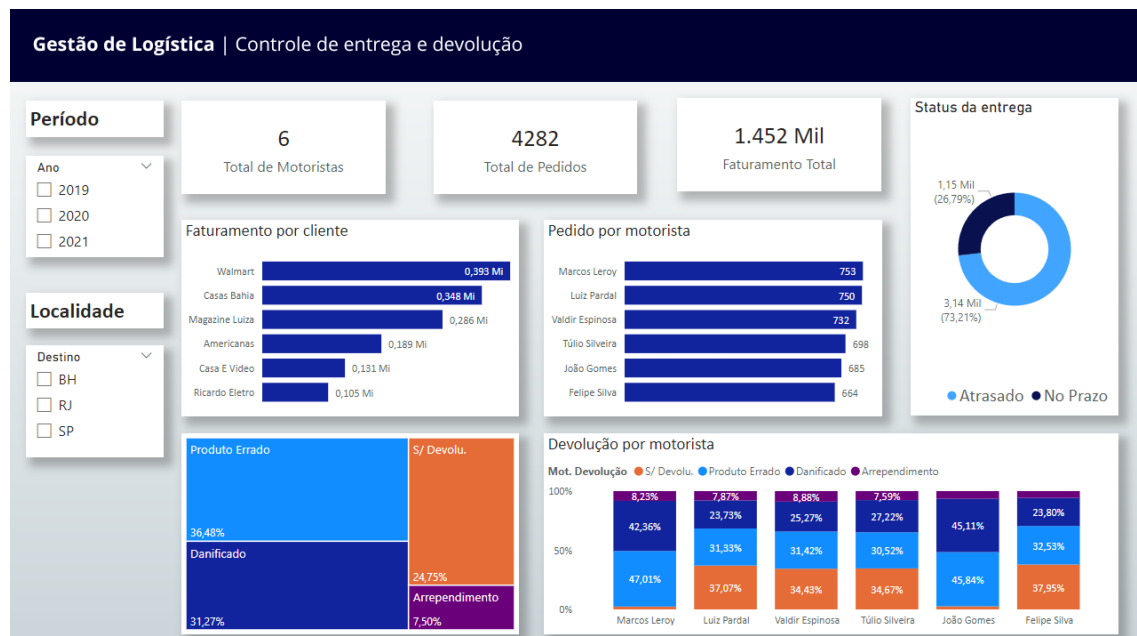 Gestão de Logística | Controle de entrega e devolução
Período
Ano
2019
2020
2021
Localidade
Destino
BH
RJ
SP
6
Total de Motoristas
4282
Total de Pedidos
1.452 Mil
Faturamento Total
Status da entrega
1,15 Mil
(26,79%)
3,14 Mil
(73,21%)
Atrasado No Prazo
Faturamento por cliente
Walmart 0,393 Mi
Casas Bahia 0,348 Mi
Magazine Luiza 0,286 Mi
Americanas 0,189 Mi
Casa E Video 0,131 Mi
Ricardo Eletro 0,105 Mi
Pedido por motorista
Marcos Leroy 753
Luiz Pardal 750
Valdir Espinosa 732
Túlio Silveira 698
João Gomes 685
Felipe Silva 664
Produto Errado
36,48%
Danificado
31,27%
S/ Devolu.
24,75%
Arrependimento
7,50%
Devolução por motorista
Mot. Devolução S/ Devolu. Produto Errado Danificado Arrependimento
100%
50%
0%
8,23% 7,87% 8,88% 7,59%
42,36% 23,73% 25,27% 27,22% 45,11% 23,80%
47,01% 31,33% 31,42% 30,52% 45,84% 32,53%
37,07% 34,43% 34,67% 37,95%
Marcos Leroy Luiz Pardal Valdir Espinosa Túlio Silveira João Gomes Felipe Silva